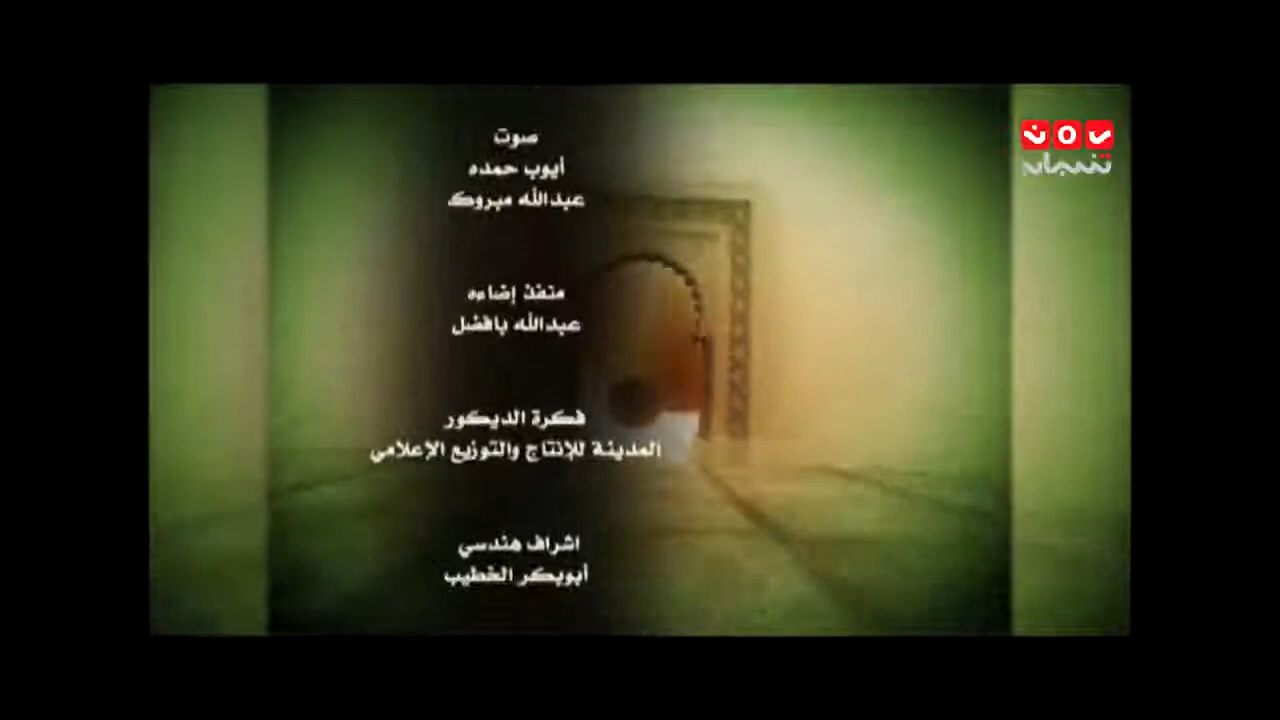 صوت
أيوب حمده
عبدالله مبروك
منفذ إضاءه
عبدالله بافضل
فكرة الديكور
المدينة للإنتاج والتوزيع الإعلامي
اشراف هندسي
أبوبكر الخطيب